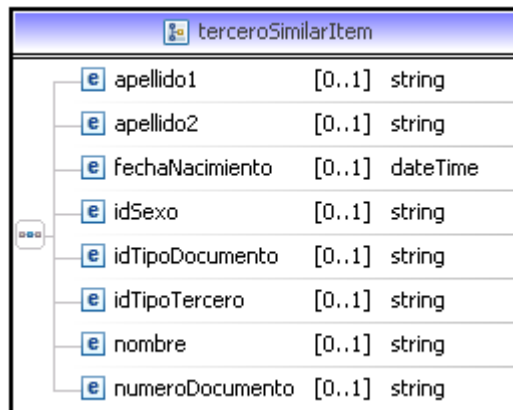 terceroSimilarItem
e apellido1 [0..1] string
e apellido2 [0..1] string
e fechaNacimiento [0..1] dateTime
e idSexo [0..1] string
e idTipoDocumento [0..1] string
e idTipoTercero [0..1] string
e nombre [0..1] string
e numeroDocumento [0..1] string